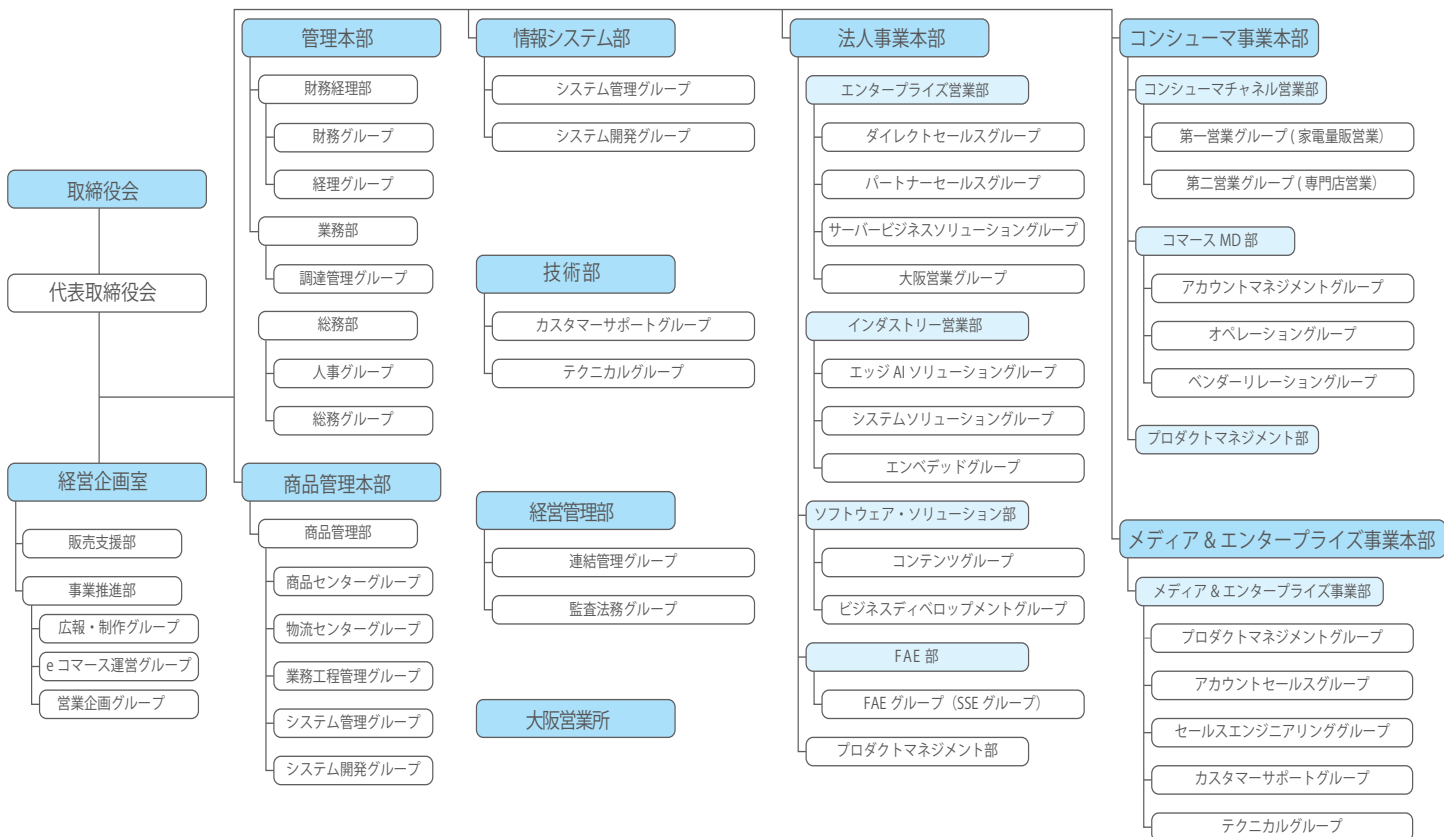 取締役会
代表取締役会
経営企画室
販売支援部
事業推進部
広報・制作グループ
e コマース運営グループ
営業企画グループ
管理本部
財務経理部
財務グループ
経理グループ
業務部
調達管理グループ
総務部
人事グループ
総務グループ
商品管理本部
商品管理部
商品センターグループ
物流センターグループ
業務工程管理グループ
システム管理グループ
システム開発グループ
情報システム部
システム管理グループ
システム開発グループ
技術部
カスタマーサポートグループ
テクニカルグループ
経営管理部
連結管理グループ
監査法務グループ
大阪営業所
法人事業本部
エンタープライズ営業部
ダイレクトセールスグループ
パートナーセールスグループ
サーバービジネスソリューショングループ
大阪営業グループ
インダストリー営業部
エッジ AI ソリューショングループ
システムソリューショングループ
エンベデッドグループ
ソフトウェア・ソリューション部
コンテンツグループ
ビジネスディベロップメントグループ
FAE 部
FAE グループ（SSE グループ）
プロダクトマネジメント部
コンシューマ事業本部
コンシューマチャネル営業部
第一営業グループ ( 家電量販営業）
第二営業グループ ( 専門店営業）
コマース MD 部
アカウントマネジメントグループ
オペレーショングループ
ベンダーリレーショングループ
プロダクトマネジメント部
メディア & エンタープライズ事業本部
メディア & エンタープライズ事業部
プロダクトマネジメントグループ
アカウントセールスグループ
セールスエンジニアリンググループ
カスタマーサポートグループ
テクニカルグループ